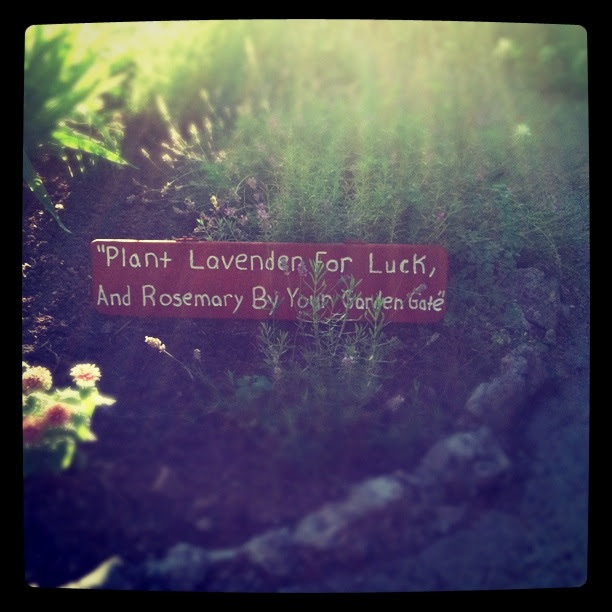 "Plant Lavender For Luck,
And Rosemary By Your Garden Gate"